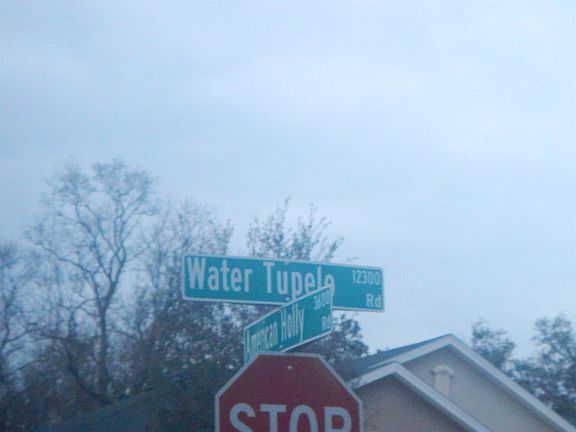 Water Tupelo 12300 Rd
American Holly 3600 Rd
STOP